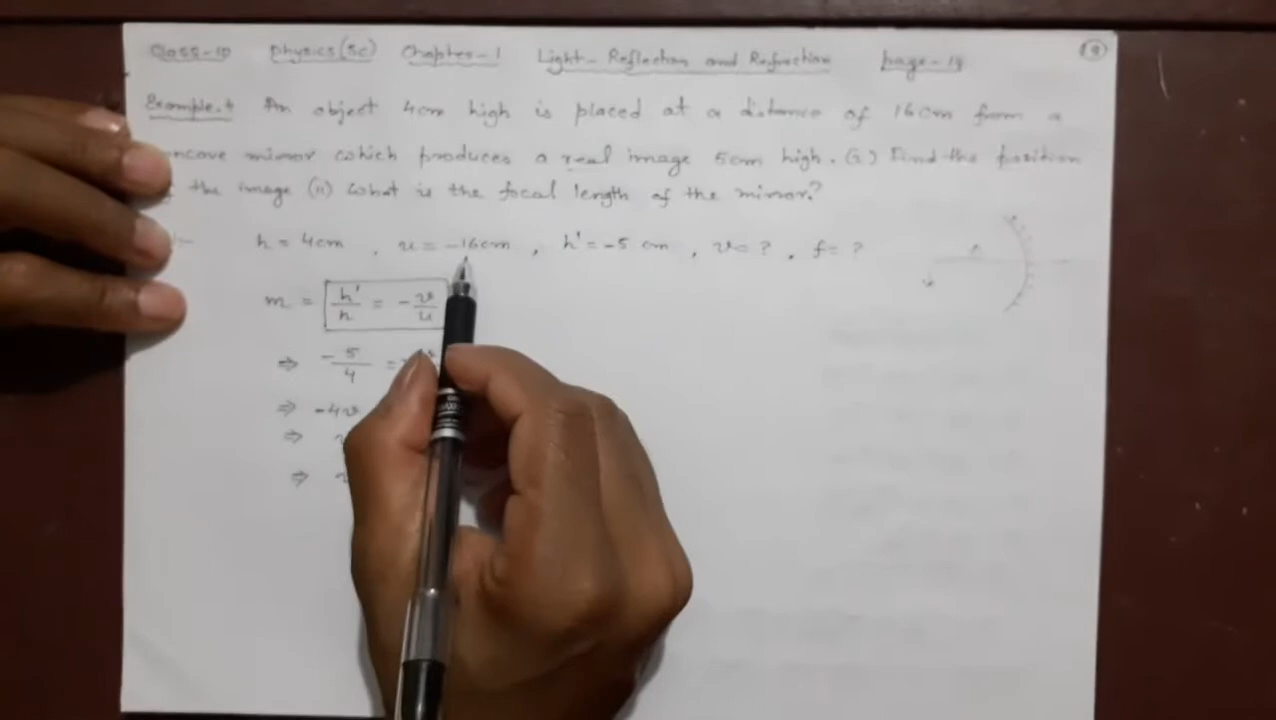 Class-10 Physics(SC) Chapter-1 Light-Reflection and Refraction page-18
18
Example.4 An object 4cm high is placed at a distance of 16cm from a
concave mirror which produces a real image 5cm high. (i) Find the position
the image (ii) What is the focal length of the mirror?
h = 4cm , u = -16cm , h' = -5 cm , v = ? , f = ?
m = h'/h = -v/u
⇒ -5/4 =
⇒ -4v
⇒
⇒